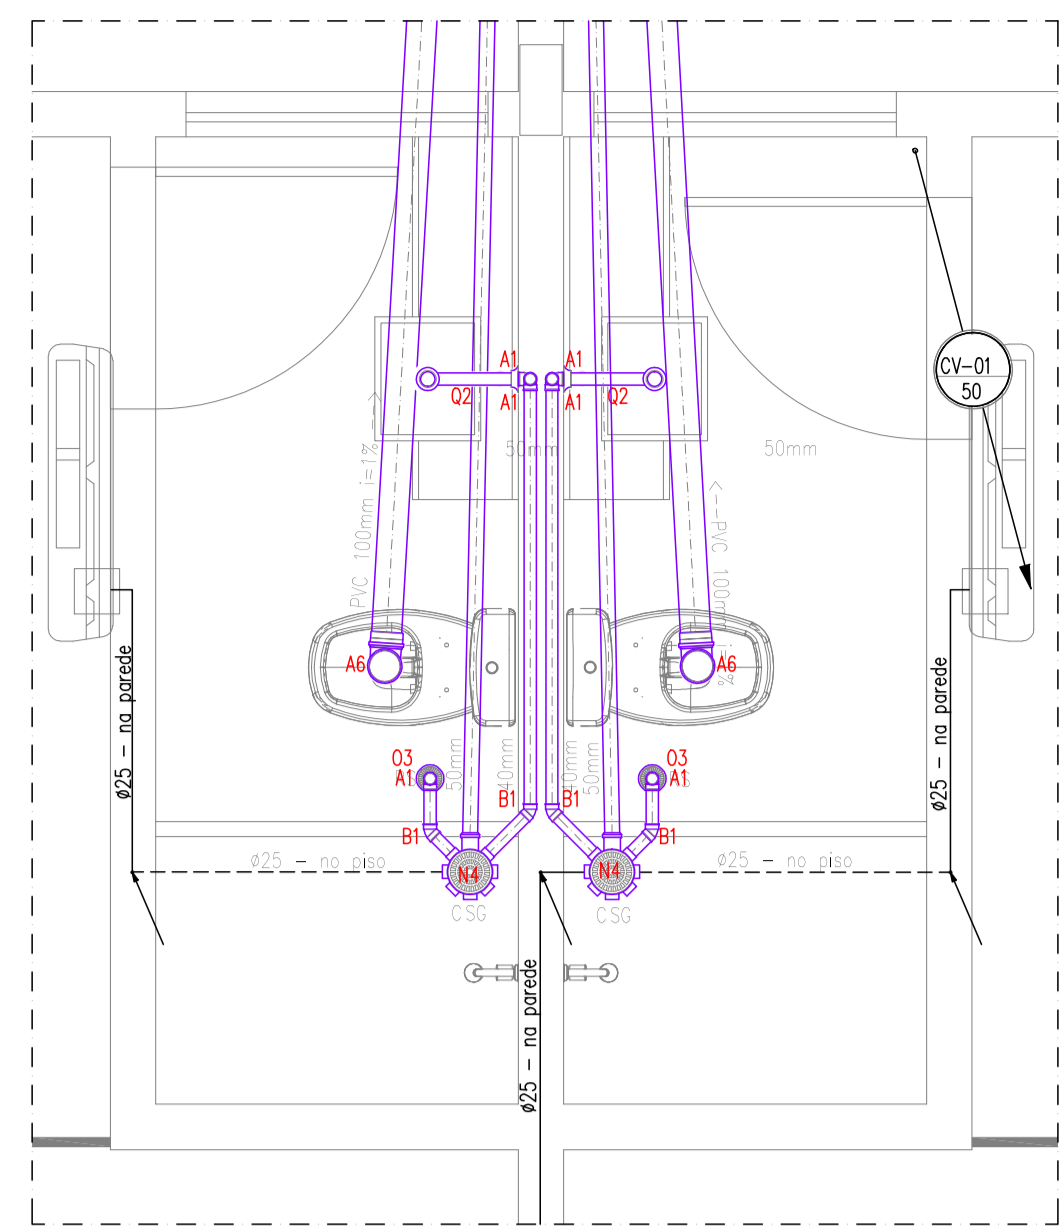 A1
A1
CV-01
50
Q2
A1
A1
Q2
50mm
50mm
PVC 100mm i=1% -->
<--PVC 100mm i=1%
A6
A6
ø25 - na parede
ø25 - na parede
O3
A1
50mm
40mm
40mm
50mm
O3
A1
B1
B1
B1
B1
ø25 - no piso
N4
N4
ø25 - no piso
CSG
CSG
ø25 - na parede